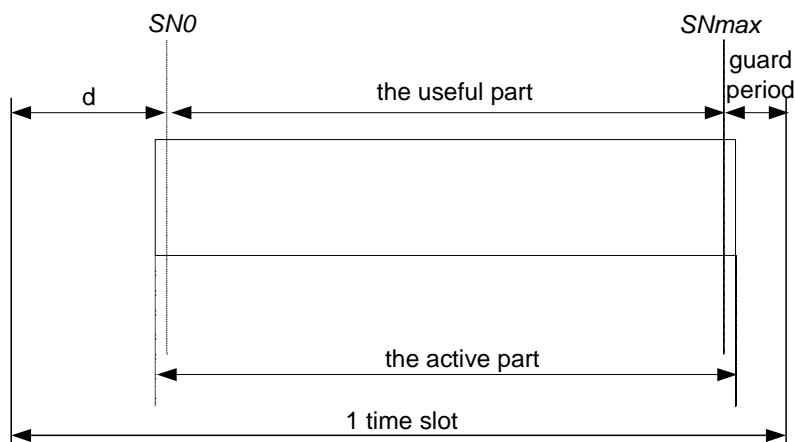 SN0
SNmax
guard
period
d
the useful part
the active part
1 time slot